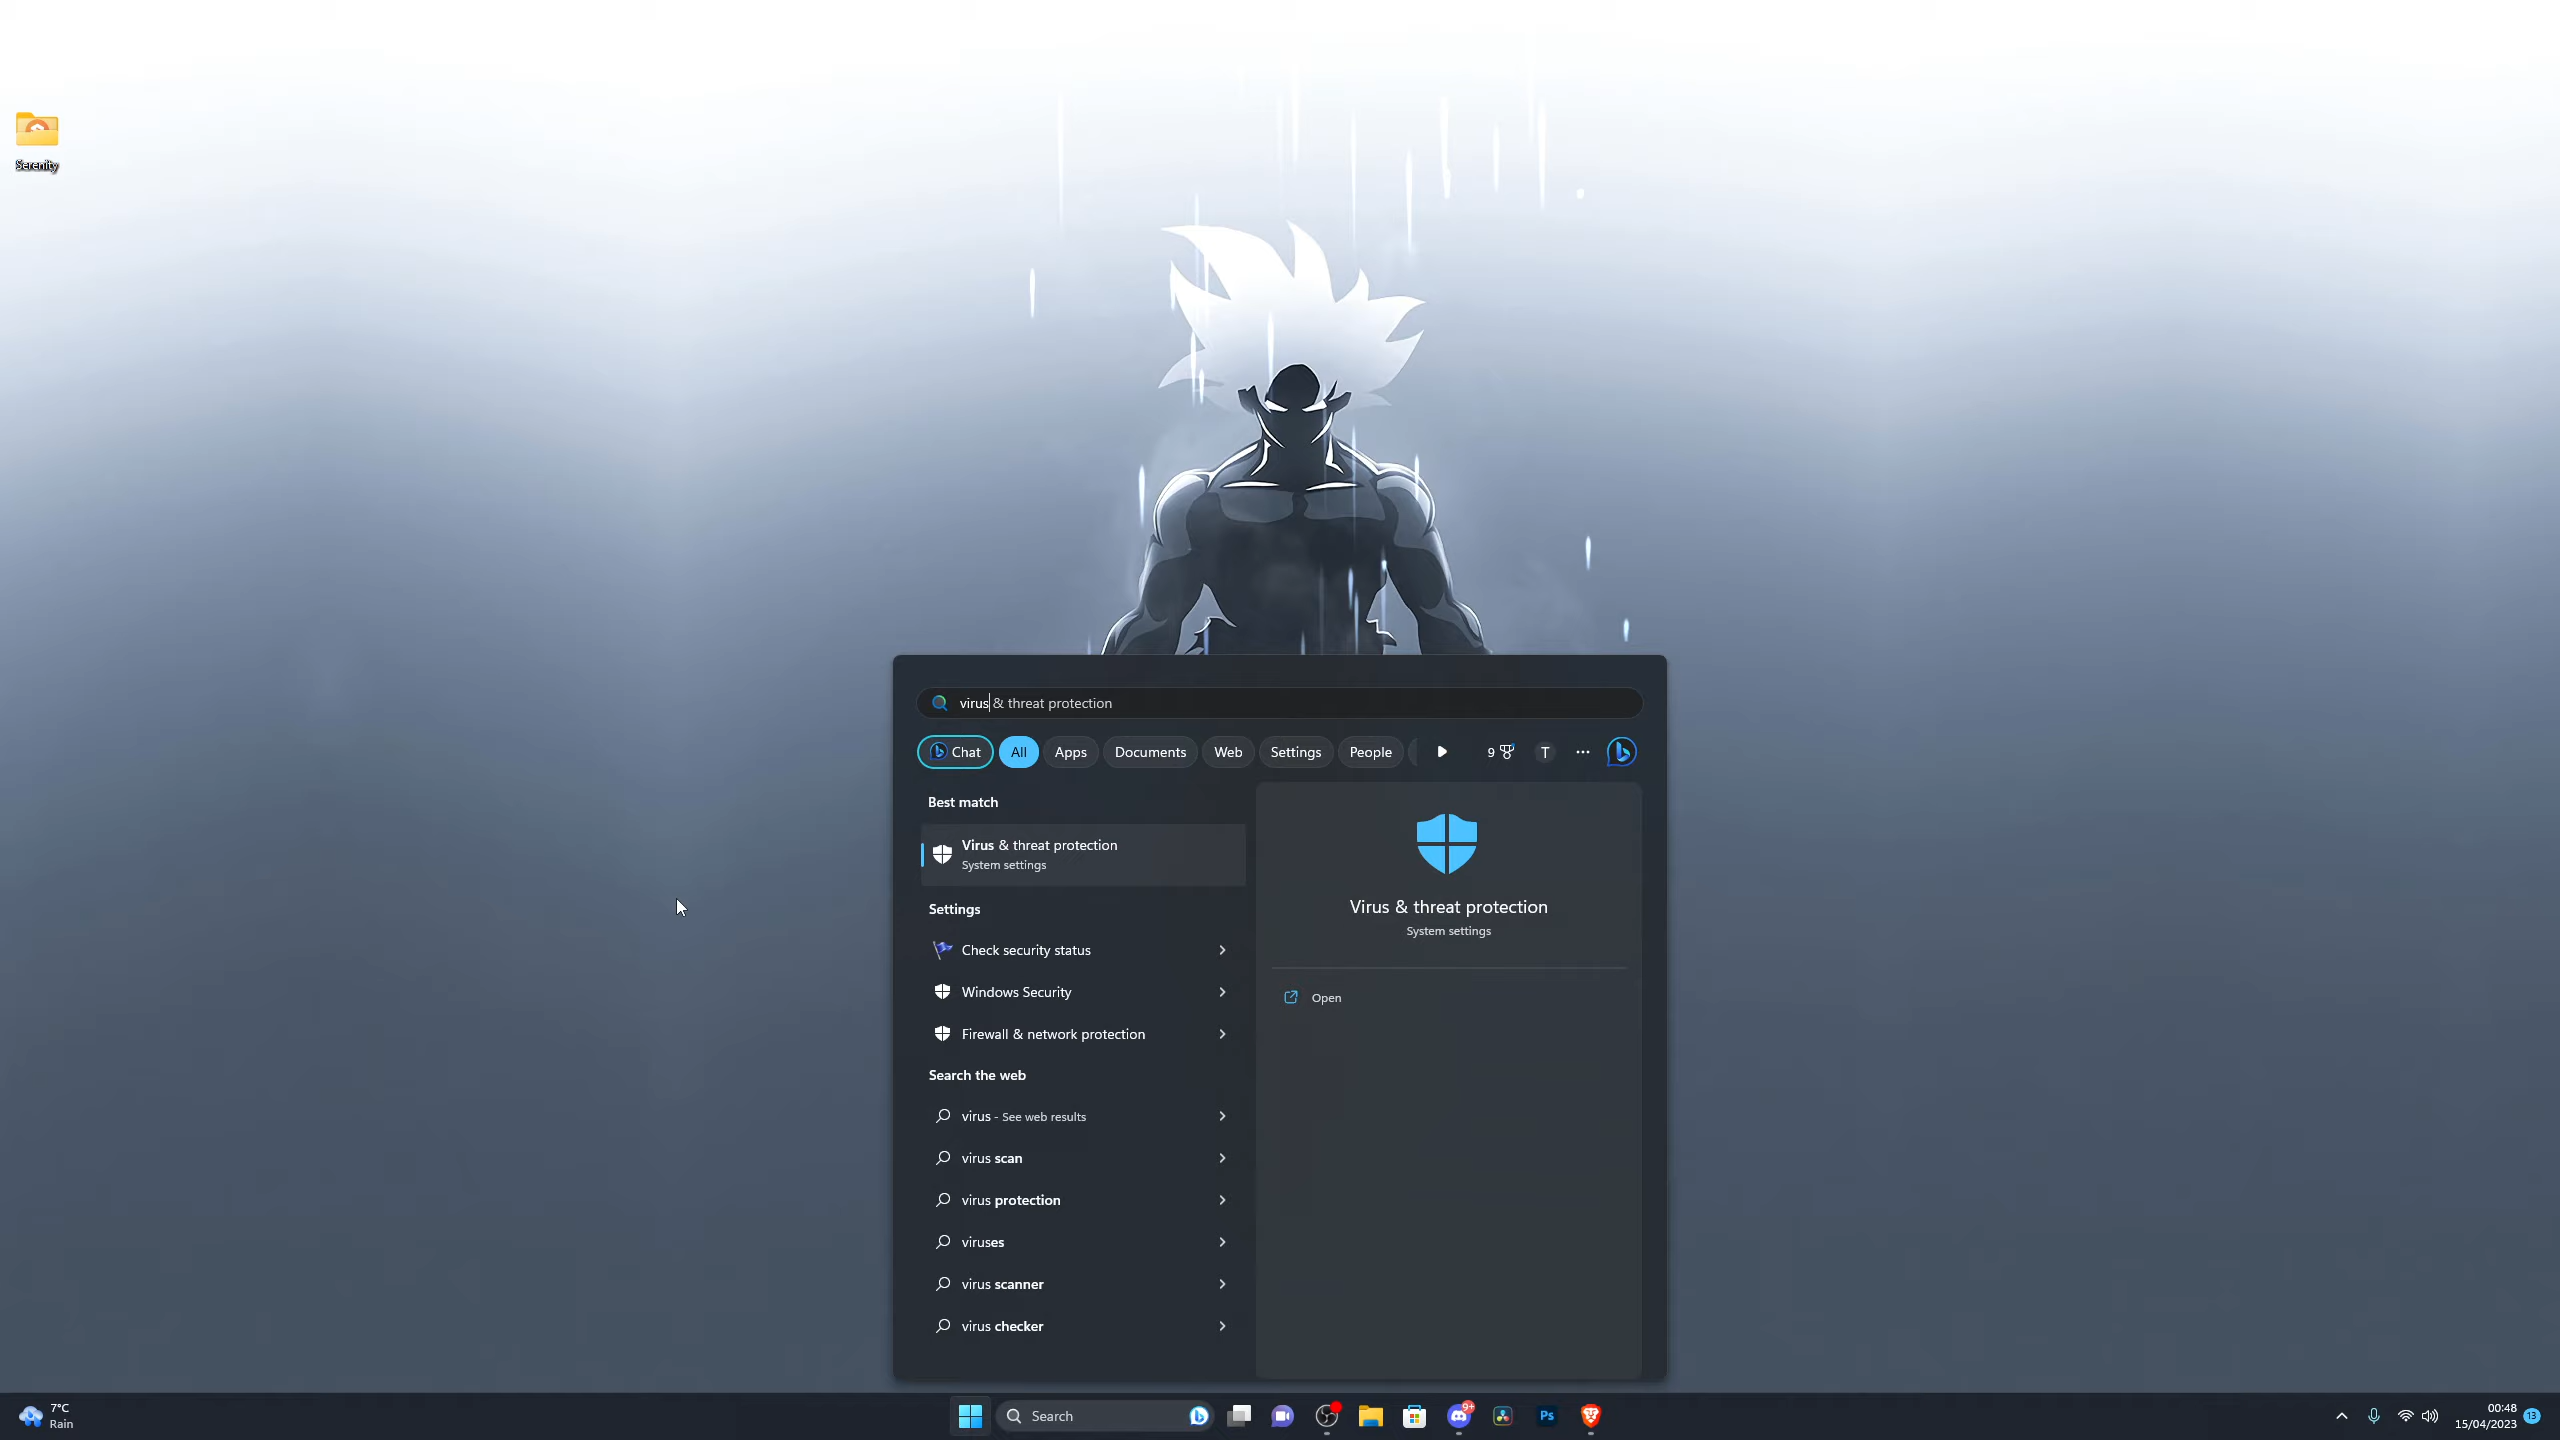 Serenity
virus & threat protection
Chat
All
Apps
Documents
Web
Settings
People
9
T
Best match
Virus & threat protection
System settings
Settings
Check security status
Windows Security
Firewall & network protection
Search the web
virus - See web results
virus scan
virus protection
viruses
virus scanner
virus checker
Virus & threat protection
System settings
Open
7°C
Rain
Search
9+
Ps
00:48
15/04/2023
13